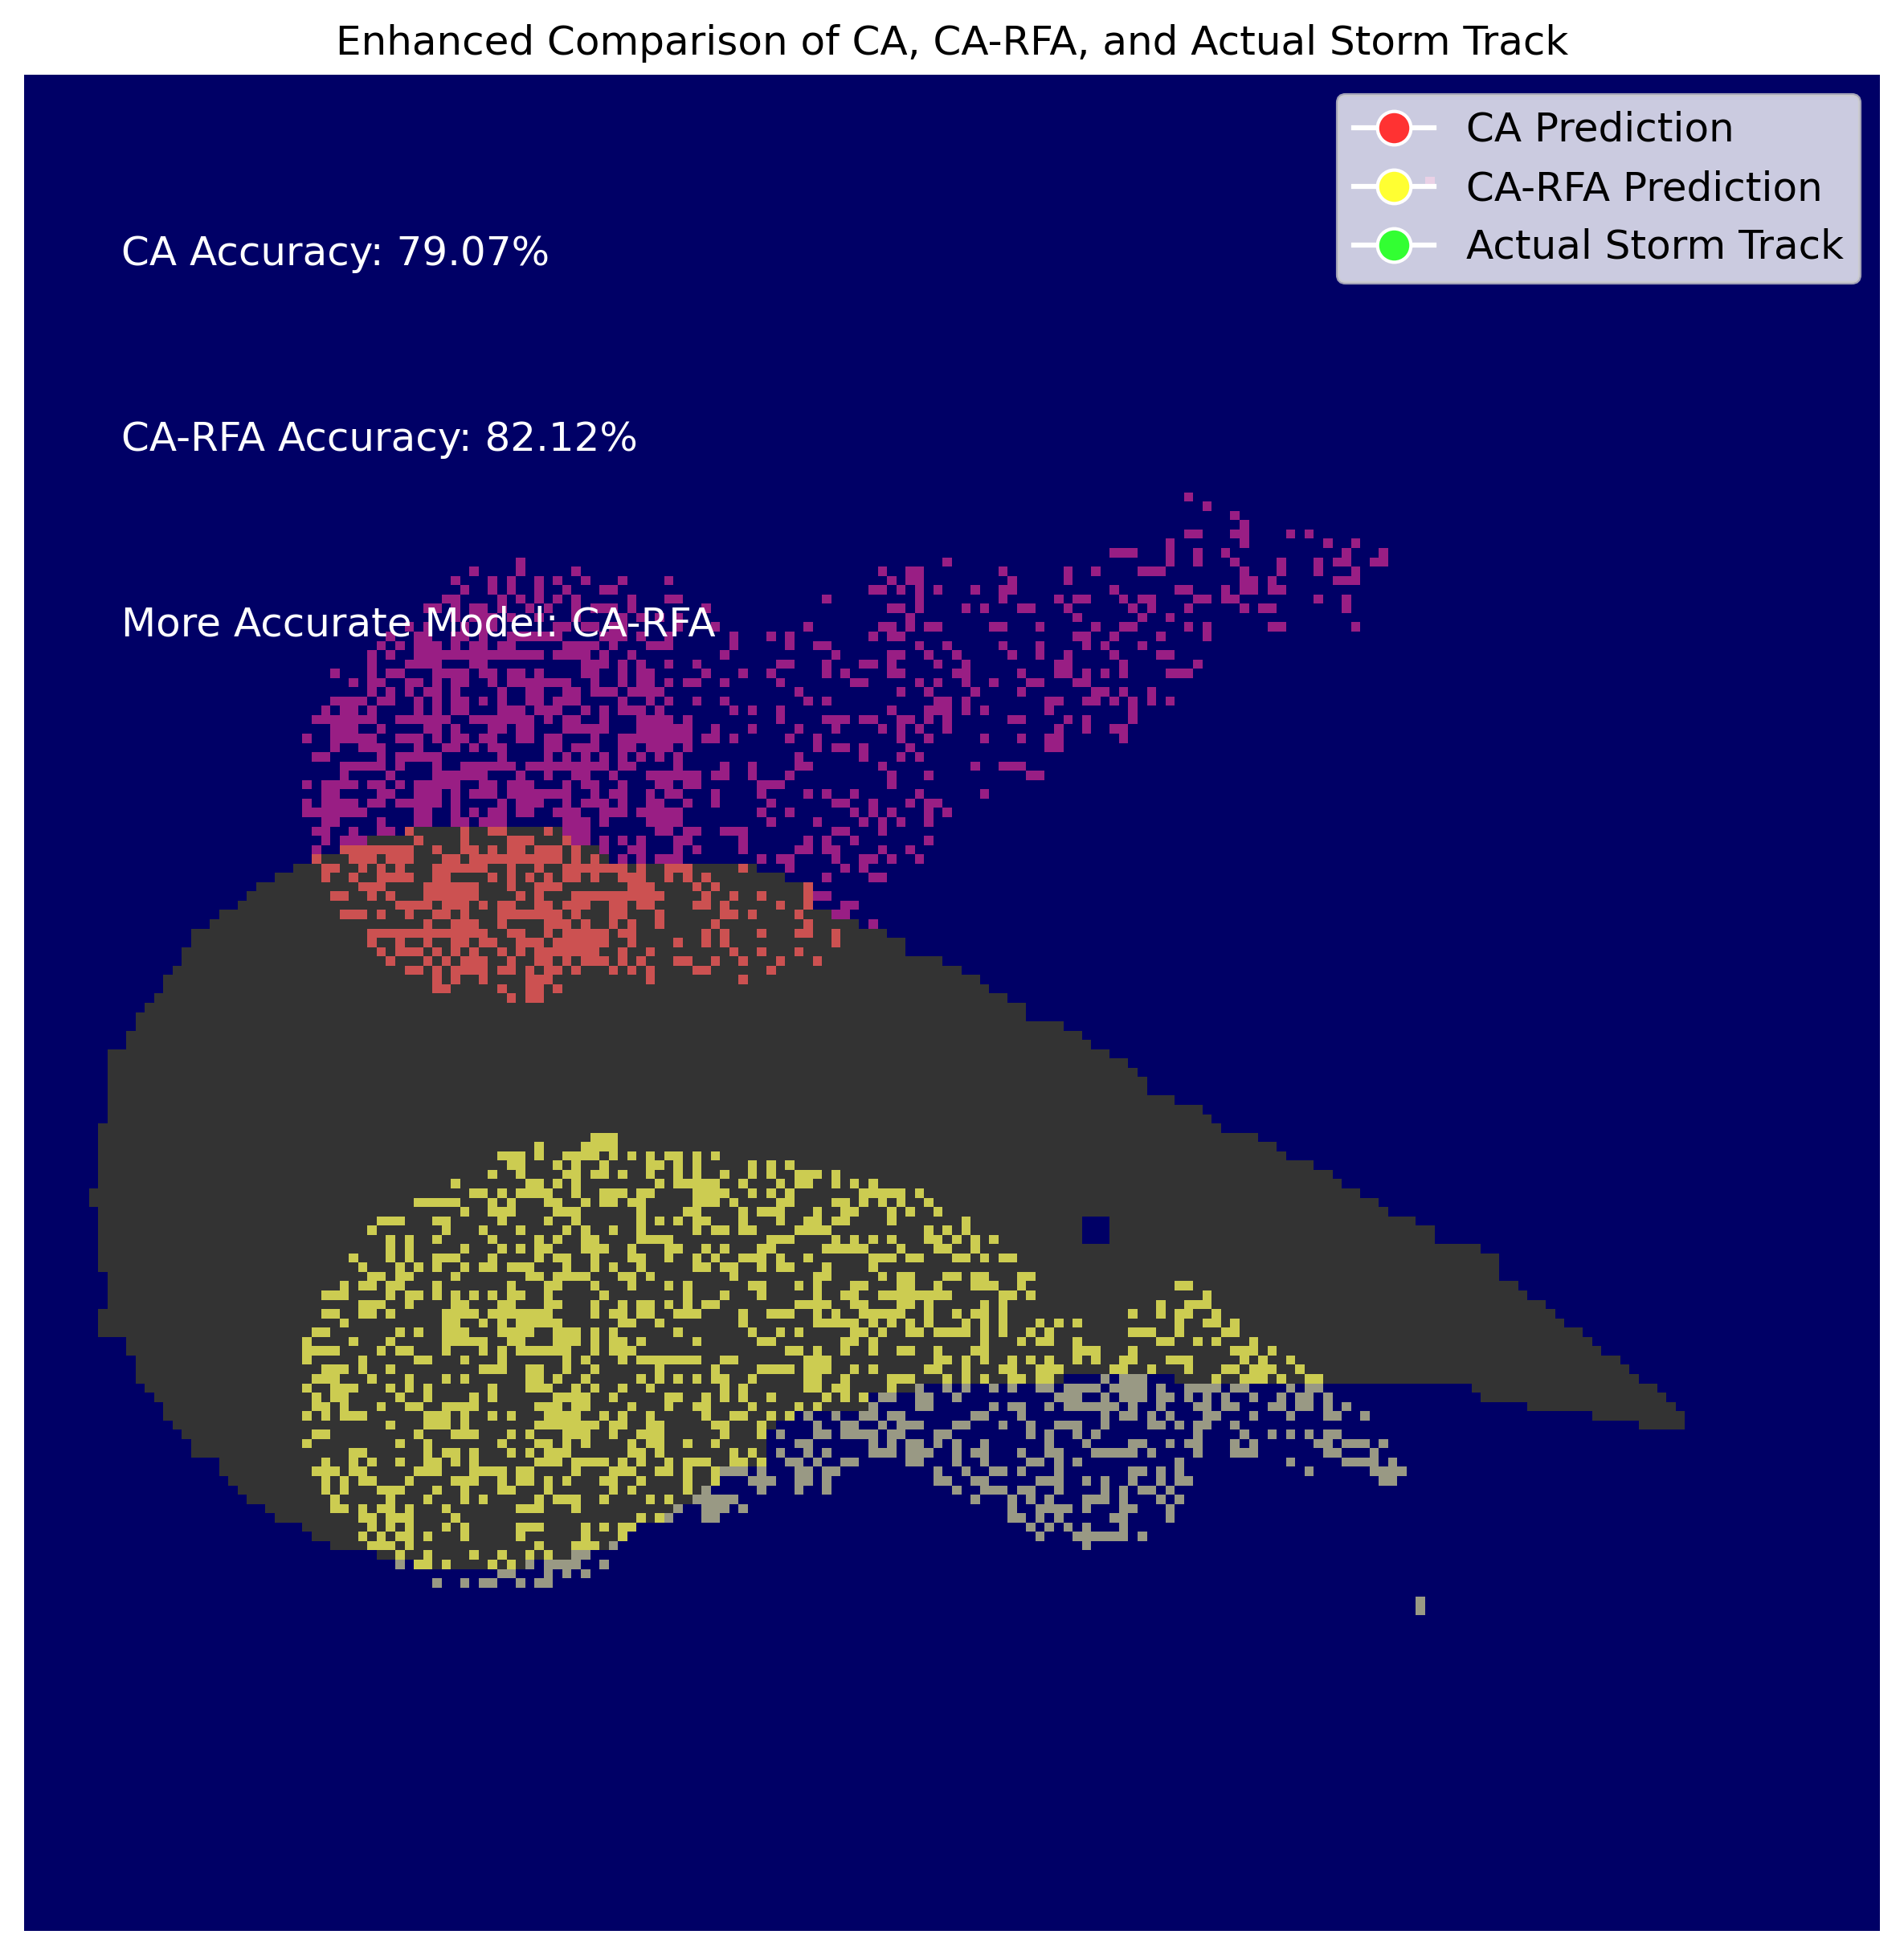 Enhanced Comparison of CA, CA-RFA, and Actual Storm Track
CA Prediction
CA-RFA Prediction
Actual Storm Track
CA Accuracy: 79.07%
CA-RFA Accuracy: 82.12%
More Accurate Model: CA-RFA